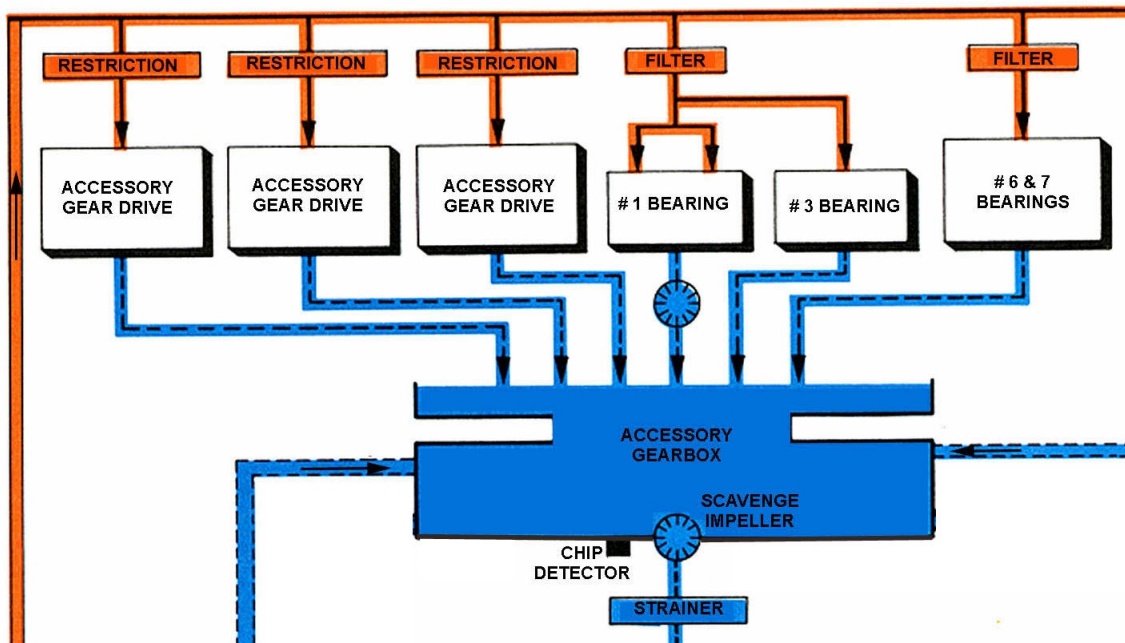 RESTRICTION
RESTRICTION
RESTRICTION
FILTER
FILTER
ACCESSORY
GEAR DRIVE
ACCESSORY
GEAR DRIVE
ACCESSORY
GEAR DRIVE
# 1 BEARING
# 3 BEARING
# 6 & 7
BEARINGS
ACCESSORY
GEARBOX
SCAVENGE
IMPELLER
CHIP
DETECTOR
STRAINER